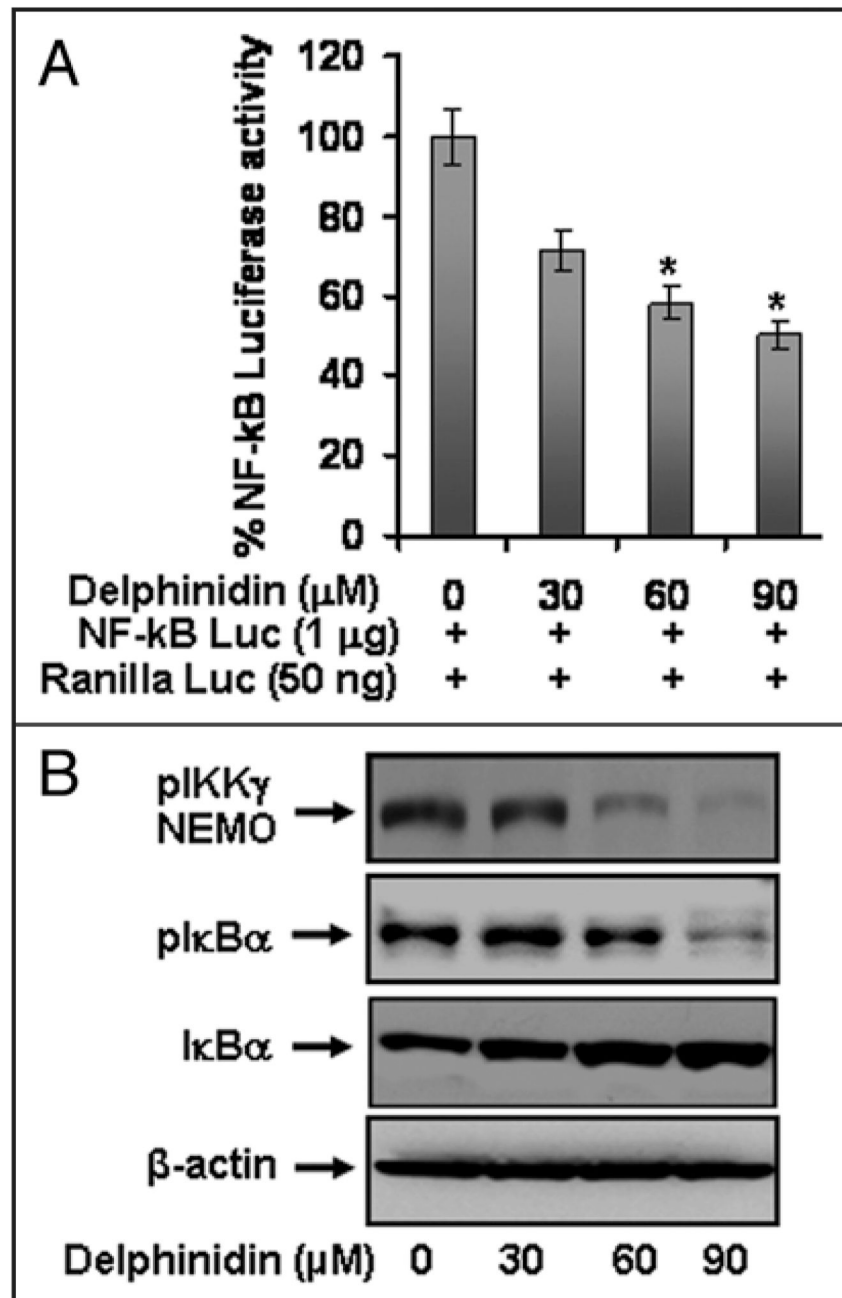 A
% NF-kB Luciferase activity
120
100
80
60
40
20
0
*
*
Delphinidin (μM) 0 30 60 90
NF-kB Luc (1 μg) + + + +
Ranilla Luc (50 ng) + + + +
B
pIKKγ
NEMO
pIκBα
IκBα
β-actin
Delphinidin (μM) 0 30 60 90